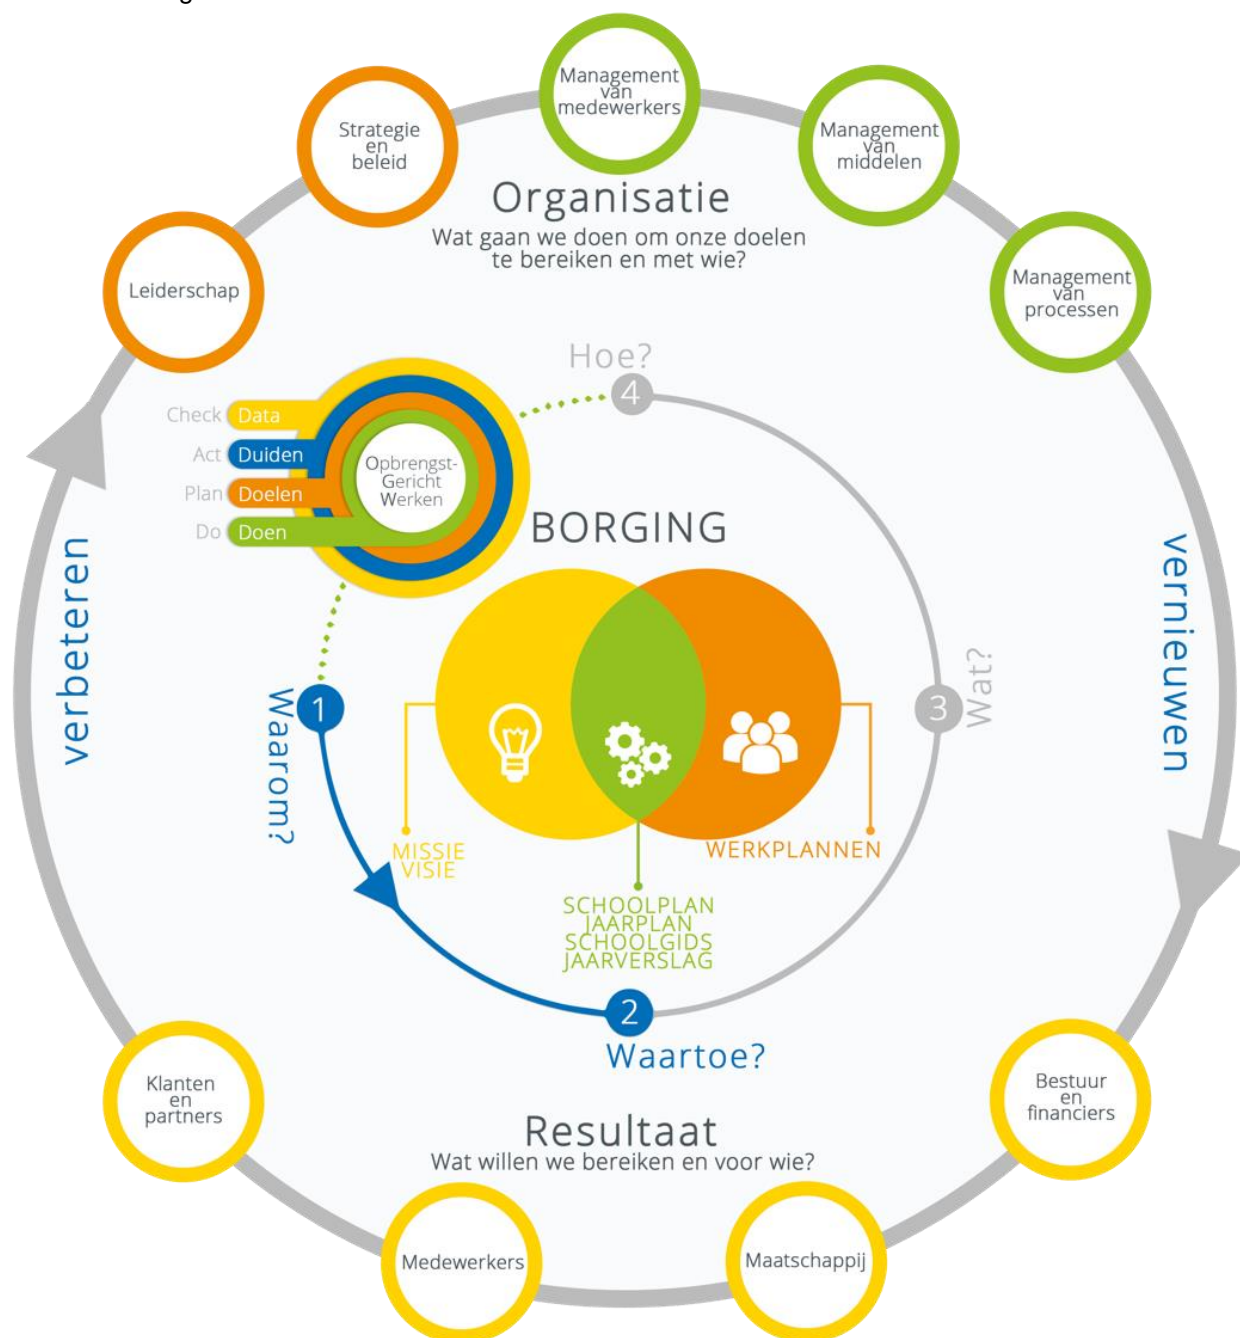 Management
van
medewerkers
Strategie
en
beleid
Management
van
middelen
Leiderschap
Management
van
processen
Organisatie
Wat gaan we doen om onze doelen
te bereiken en met wie?
Hoe?
4
Check Data
Act Duiden
Plan Doelen
Do Doen
Opbrengst-
Gericht
Werken
BORGING
verbeteren
vernieuwen
1
Waarom?
3
Wat?
MISSIE
VISIE
WERKPLANNEN
SCHOOLPLAN
JAARPLAN
SCHOOLGIDS
JAARVERSLAG
2
Waartoe?
Klanten
en
partners
Bestuur
en
financiers
Resultaat
Wat willen we bereiken en voor wie?
Medewerkers
Maatschappij